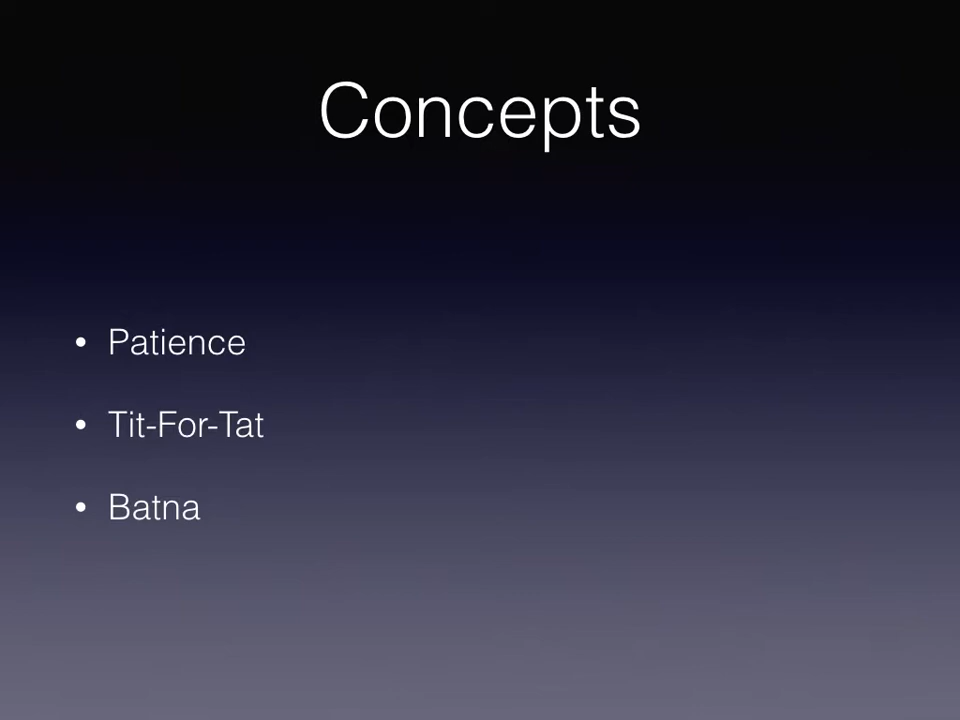 Concepts
• Patience
• Tit-For-Tat
• Batna